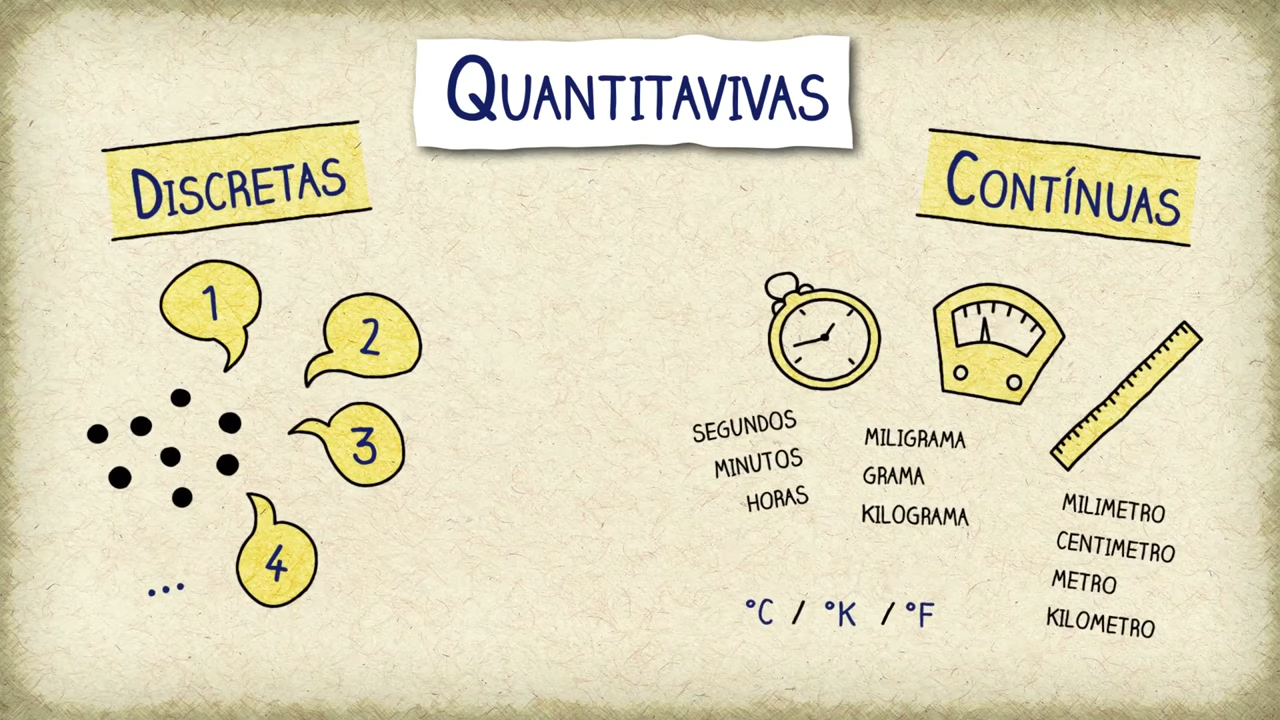 QUANTITAVIVAS
DISCRETAS
CONTÍNUAS
1
2
3
4
...
SEGUNDOS
MINUTOS
HORAS
MILIGRAMA
GRAMA
KILOGRAMA
MILIMETRO
CENTIMETRO
METRO
KILOMETRO
°C / °K / °F